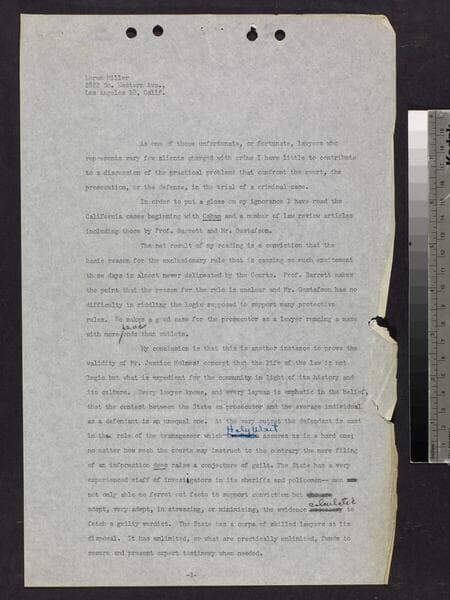 Loren Miller
2822 So. Western Ave.,
Los Angeles 18, Calif.
As one of those unfortunate, or fortunate, lawyers who
represents very few clients charged with crime I have little to contribute
to a discussion of the practical problems that confront the court, the
prosecution, or the defense, in the trial of a criminal case.
In order to put a gloss on my ignorance I have read the
California cases beginning with Cahan and a number of law review articles
including those by Prof. Barrett and Mr. Gustafson.
The net result of my reading is a conviction that the
basic reason for the exclusionary rule that is causing so much excitement
these days is almost never delineated by the Courts. Prof. Barrett makes
the point that the reason for the rule is unclear and Mr. Gustafson has no
difficulty in riddling the logic supposed to support many protective
rules. He makes a good case for the prosecutor as a lawyer running a maze
with more ends than outlets.
My conclusion is that this is another instance to prove the
validity of Mr. Justice Holmes' concept that the life of the law is not
logic but what is expedient for the community in light of its history and
its culture. Every lawyer knows, and every layman is emphatic in the belief,
that the contest between the State as prosecutor and the average individual
as a defendant is an unequal one. At the very outset the defendant is cast
Holy Writ
in the role of the transgessor which assures us is a hard one;
no matter how much the courts may instruct to the contrary the mere filing
of an information does raise a conjecture of guilt. The State has a very
experienced staff of investigators in its sheriffs and policemen-- men
not only able to ferret out facts to support conviction but
calculated
adept, very adept, in stressing, or minimizing, the evidence to
fetch a guilty verdict. The State has a corps of skilled lawyers at its
disposal. It has unlimited, or what are practically unlimited, funds to
secure and present expert testimony when needed.
-1-